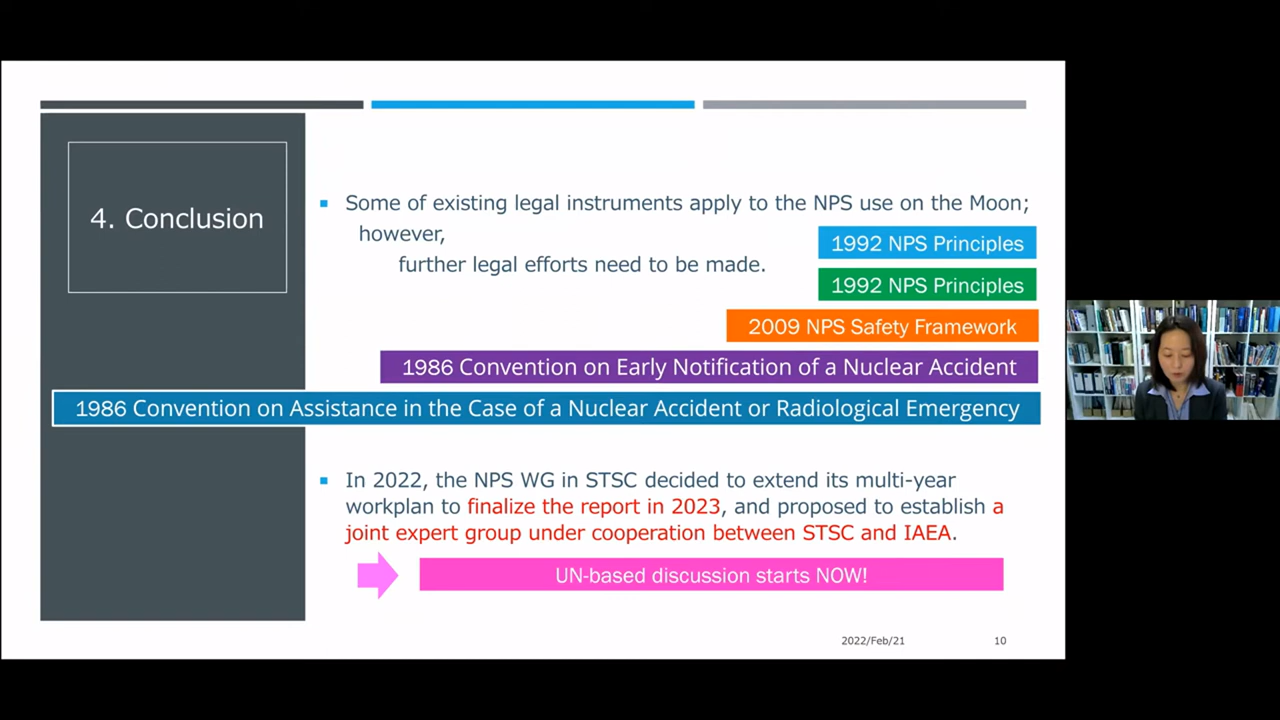 4. Conclusion
Some of existing legal instruments apply to the NPS use on the Moon;
however,
further legal efforts need to be made.
1992 NPS Principles
1992 NPS Principles
2009 NPS Safety Framework
1986 Convention on Early Notification of a Nuclear Accident
1986 Convention on Assistance in the Case of a Nuclear Accident or Radiological Emergency
In 2022, the NPS WG in STSC decided to extend its multi-year
workplan to finalize the report in 2023, and proposed to establish a
joint expert group under cooperation between STSC and IAEA.
UN-based discussion starts NOW!
2022/Feb/21
10